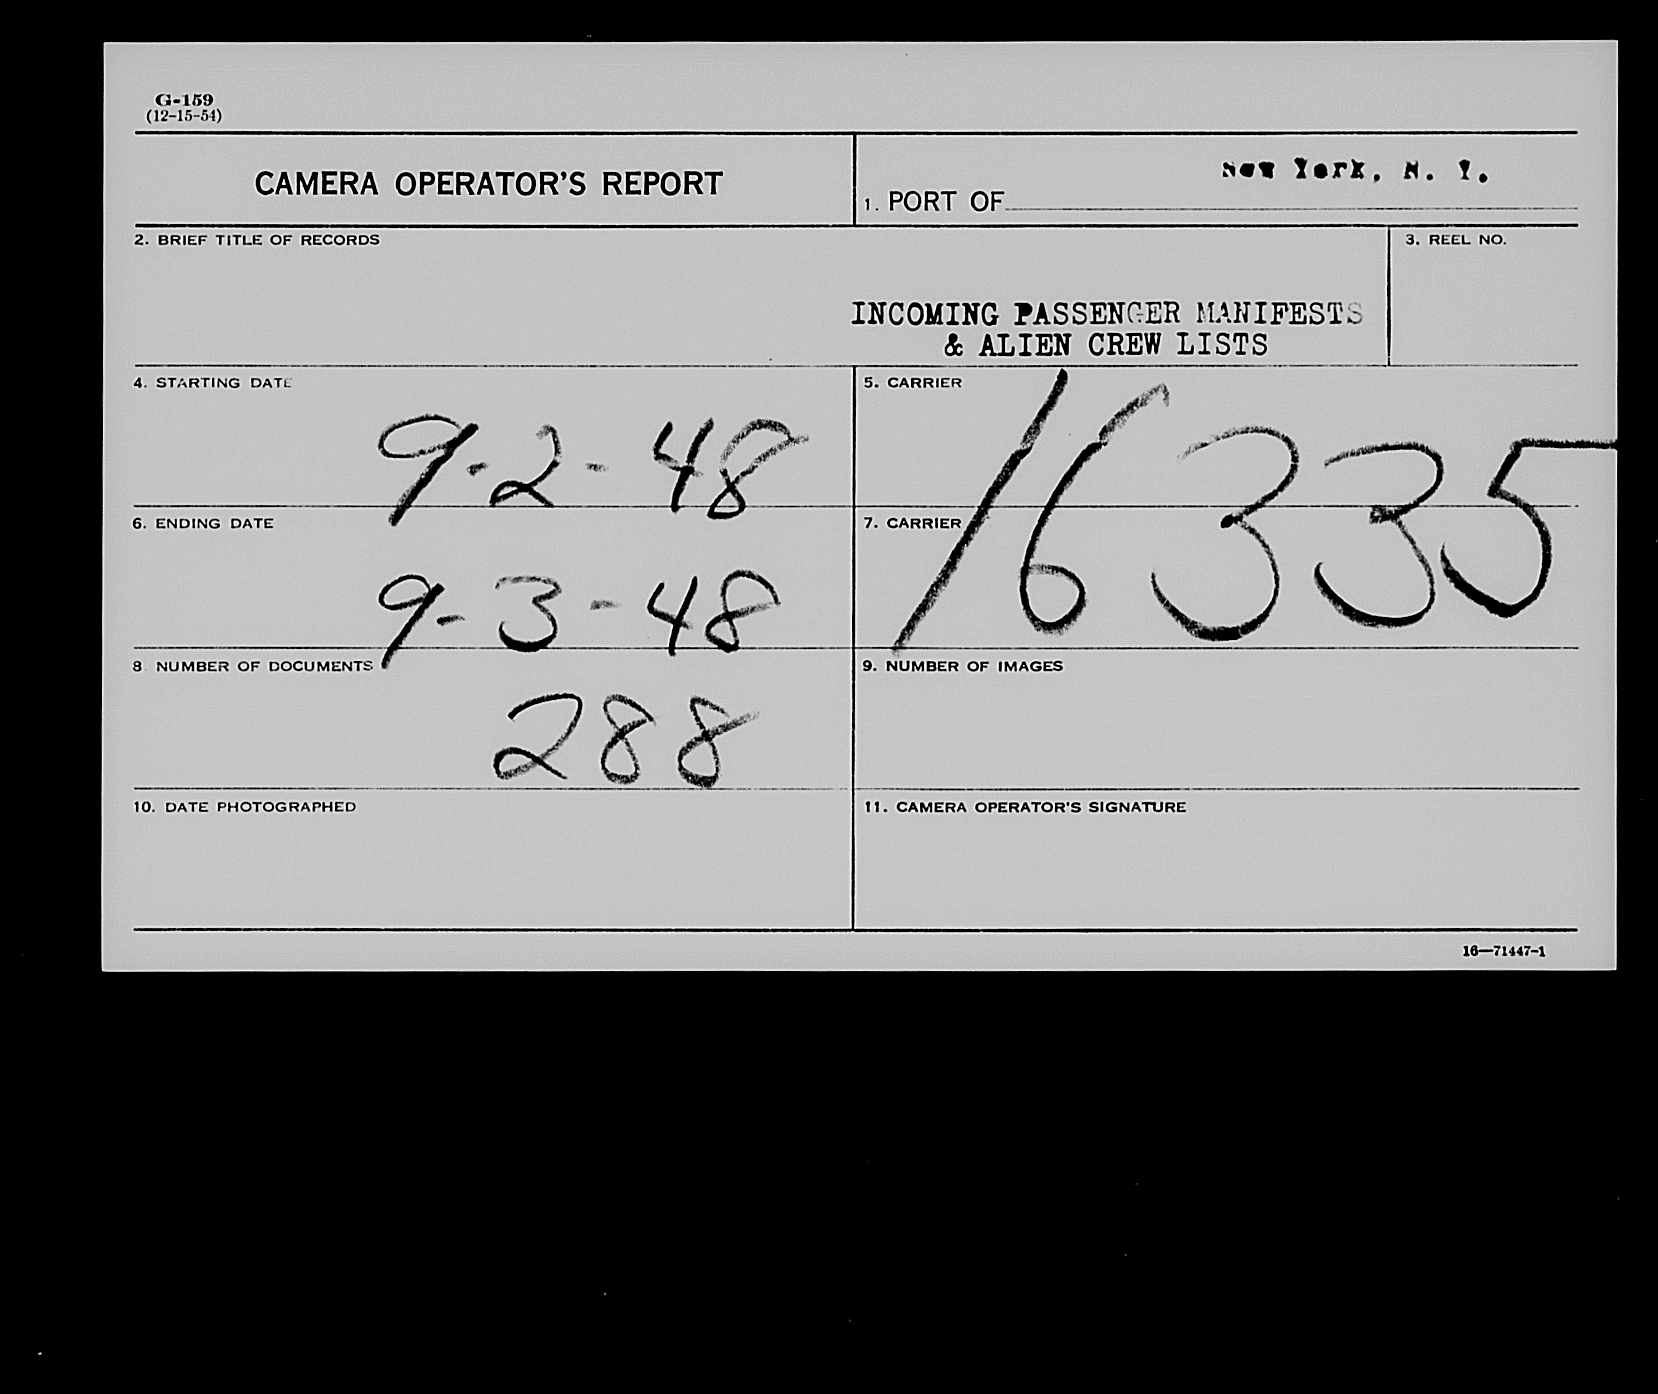 G-159
(12-15-54)
CAMERA OPERATOR'S REPORT
New York, N. Y.
1. PORT OF
2. BRIEF TITLE OF RECORDS
3. REEL NO.
INCOMING PASSENGER MANIFESTS
& ALIEN CREW LISTS
4. STARTING DATE
9-2-48
5. CARRIER
16335
6. ENDING DATE
9-3-48
7. CARRIER
8 NUMBER OF DOCUMENTS
288
9. NUMBER OF IMAGES
10. DATE PHOTOGRAPHED
11. CAMERA OPERATOR'S SIGNATURE
16—71447-1